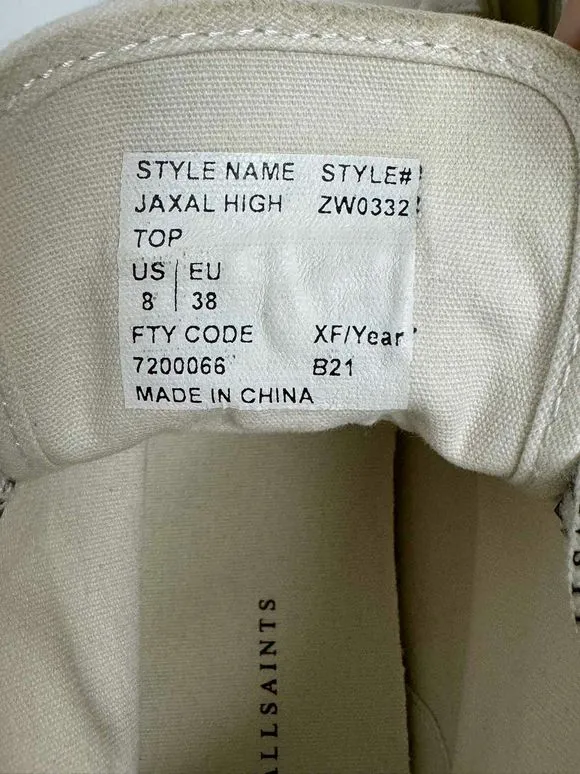 STYLE NAME STYLE#
JAXAL HIGH ZW0332
TOP
US | EU
8 | 38
FTY CODE XF/Year
7200066 B21
MADE IN CHINA
ALLSAINTS